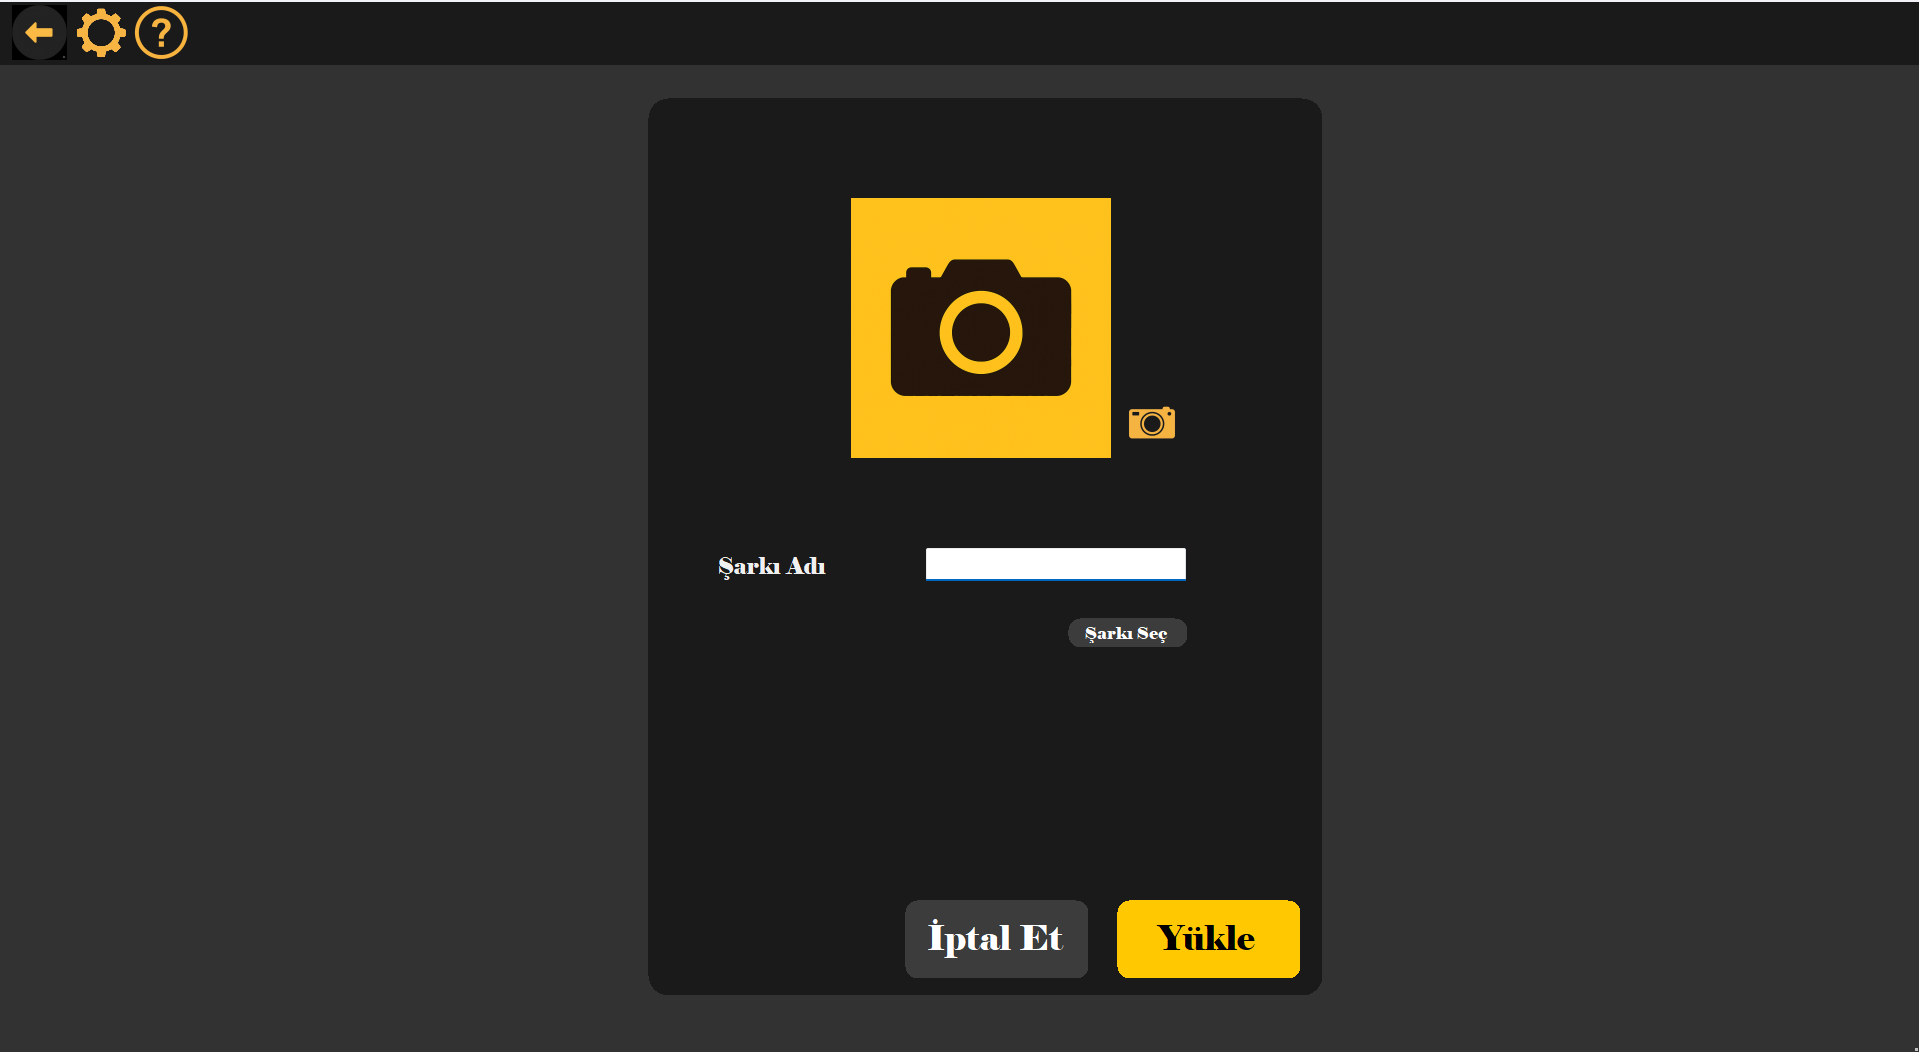 ?
Şarkı Adı
Şarkı Seç
İptal Et
Yükle